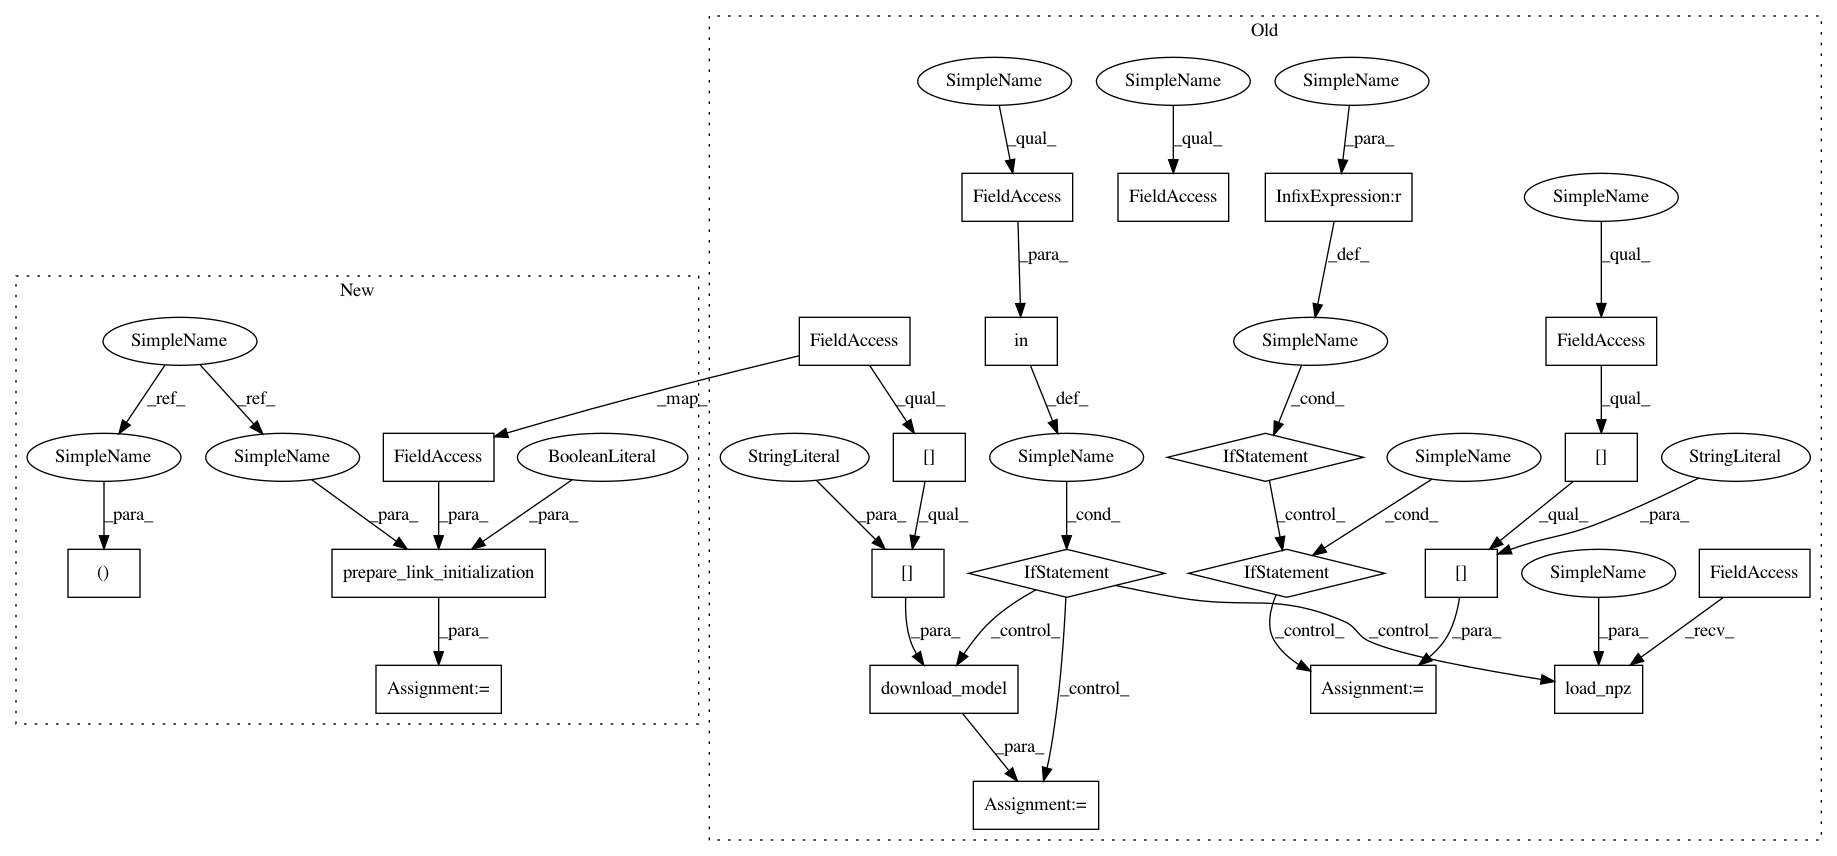 Old
SimpleName
SimpleName
SimpleName
_qual_
_qual_
_para_
FieldAccess
FieldAccess
InfixExpression:r
SimpleName
_para_
_def_
_qual_
New
SimpleName
FieldAccess
in
SimpleName
FieldAccess
_ref_
_ref_
_map_
_qual_
_def_
_cond_
_qual_
SimpleName
SimpleName
FieldAccess
BooleanLiteral
StringLiteral
[]
SimpleName
IfStatement
SimpleName
[]
StringLiteral
_para_
_para_
_para_
_para_
_para_
_qual_
_cond_
_control_
_cond_
_qual_
_para_
()
prepare_link_initialization
[]
IfStatement
IfStatement
[]
SimpleName
FieldAccess
_para_
_para_
_control_
_control_
_control_
_para_
_para_
_recv_
Assignment:=
download_model
_control_
Assignment:=
load_npz
_para_
Assignment:=